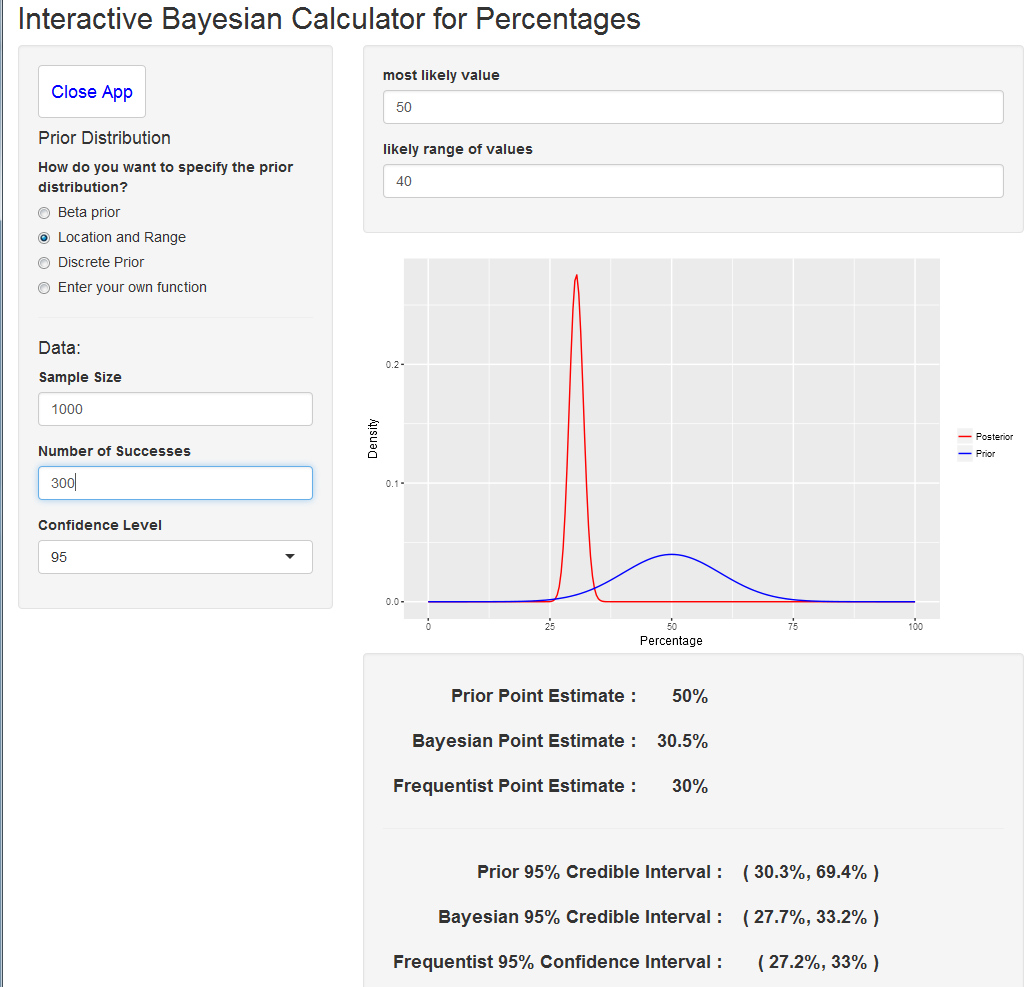 Interactive Bayesian Calculator for Percentages
Close App
Prior Distribution
How do you want to specify the prior
distribution?
Beta prior
Location and Range
Discrete Prior
Enter your own function
Data:
Sample Size
1000
Number of Successes
300
Confidence Level
95
most likely value
50
likely range of values
40
Density
0.2
0.1
0.0
0 25 50 75 100
Percentage
Posterior
Prior
Prior Point Estimate : 50%
Bayesian Point Estimate : 30.5%
Frequentist Point Estimate : 30%
Prior 95% Credible Interval : ( 30.3%, 69.4% )
Bayesian 95% Credible Interval : ( 27.7%, 33.2% )
Frequentist 95% Confidence Interval : ( 27.2%, 33% )